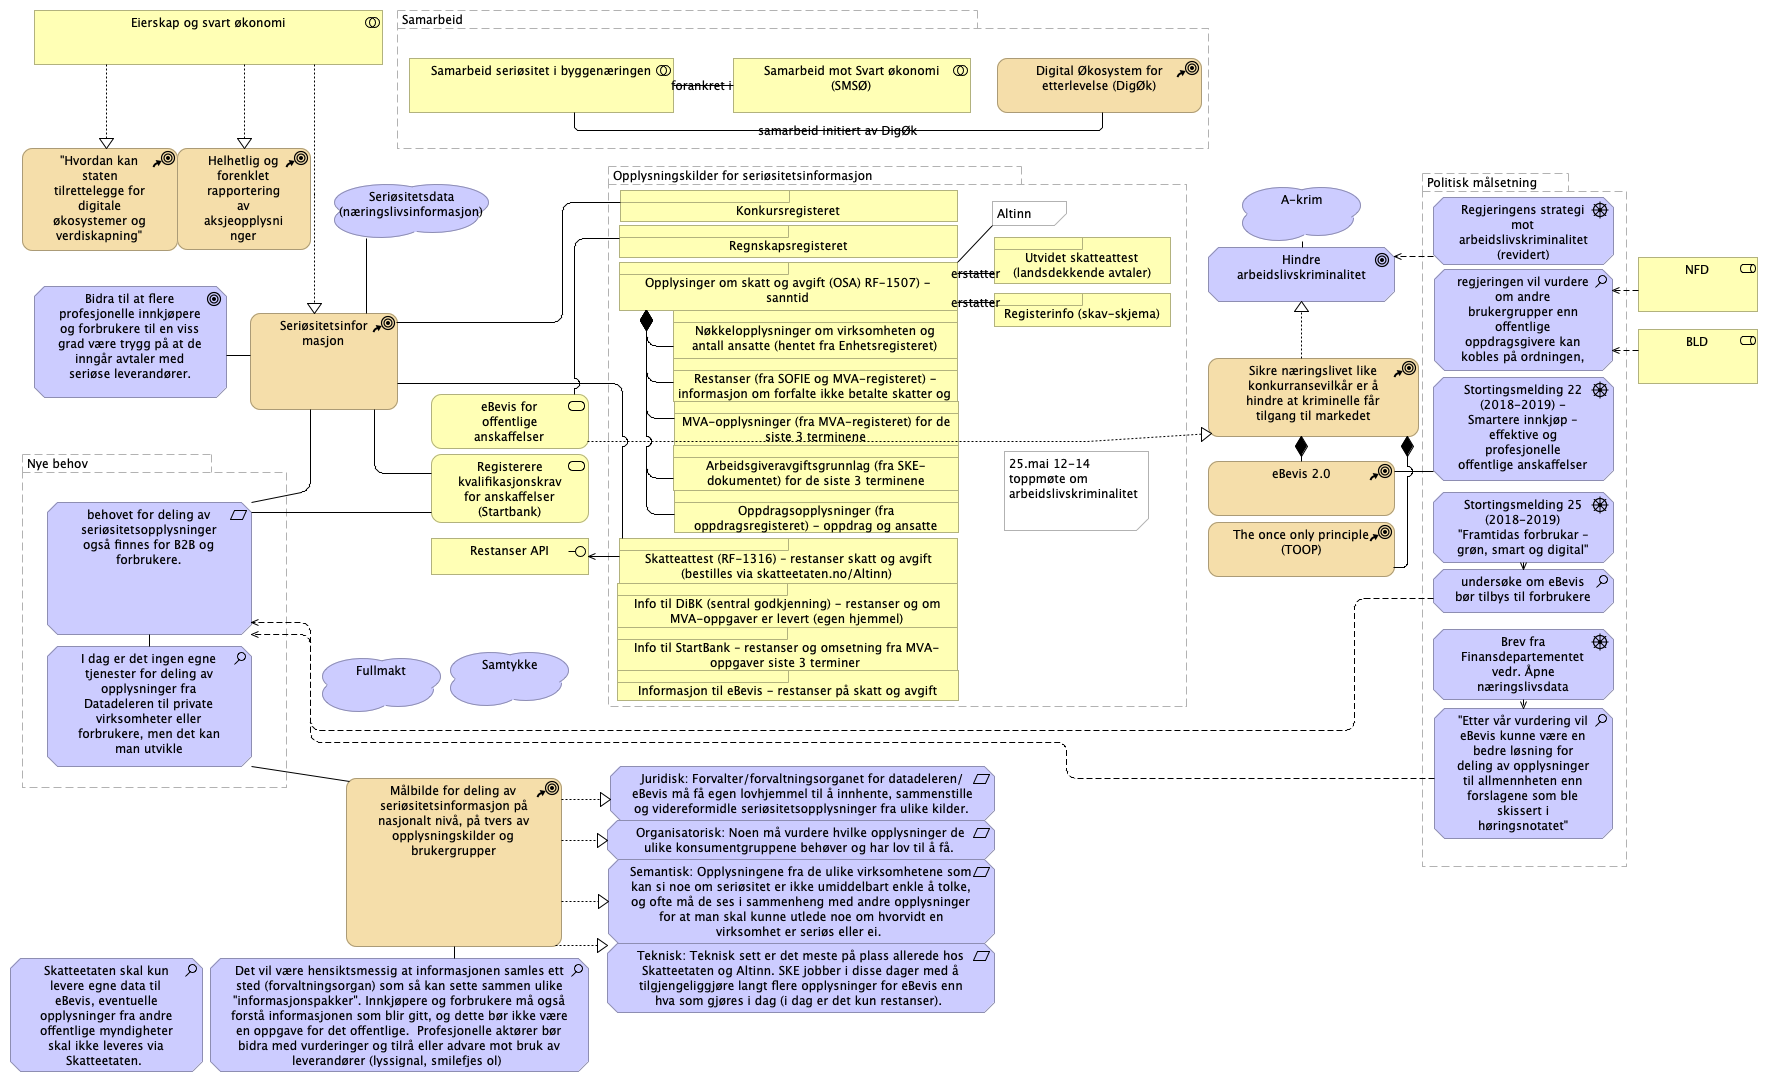 Eierskap og svart økonomi
Samarbeid
Samarbeid seriøsitet i byggenæringen
forankret i
Samarbeid mot Svart økonomi
(SMSØ)
Digital Økosystem for
etterlevelse (DigØk)
samarbeid initiert av DigØk
"Hvordan kan
staten
tilrettelegge for
digitale
økosystemer og
verdiskapning"
Helhetlig og
forenklet
rapportering
av
aksjeopplysni
nger
Seriøsitetsdata
(næringslivsinformasjon)
Bidra til at flere
profesjonelle innkjøpere
og forbrukere til en viss
grad være trygg på at de
inngår avtaler med
seriøse leverandører.
Seriøsitetsinfor
masjon
Opplysningskilder for seriøsitetsinformasjon
Konkursregisteret
Regnskapsregisteret
Opplysinger om skatt og avgift (OSA) RF-1507) –
sanntid
Altinn
erstatter
Utvidet skatteattest
(landsdekkende avtaler)
erstatter
Registerinfo (skav-skjema)
Nøkkelopplysninger om virksomheten og
antall ansatte (hentet fra Enhetsregisteret)
Restanser (fra SOFIE og MVA-registeret) –
informasjon om forfalte ikke betalte skatter og
MVA-opplysninger (fra MVA-registeret) for de
siste 3 terminene
Arbeidsgiveravgiftsgrunnlag (fra SKE-
dokumentet) for de siste 3 terminene
Oppdragsopplysninger (fra
oppdragsregisteret) – oppdrag og ansatte
Skatteattest (RF-1316) – restanser skatt og avgift
(bestilles via skatteetaten.no/Altinn)
Info til DiBK (sentral godkjenning) – restanser og om
MVA-oppgaver er levert (egen hjemmel)
Info til StartBank – restanser og omsetning fra MVA-
oppgaver siste 3 terminer
Informasjon til eBevis – restanser på skatt og avgift
25.mai 12-14
toppmøte om
arbeidslivskriminalitet
eBevis for
offentlige
anskaffelser
Registerere
kvalifikasjonskrav
for anskaffelser
(Startbank)
Restanser API
A-krim
Hindre
arbeidslivskriminalitet
Sikre næringslivet like
konkurransevilkår er å
hindre at kriminelle får
tilgang til markedet
eBevis 2.0
The once only principle
(TOOP)
Politisk målsetning
Regjeringens strategi
mot
arbeidslivskriminalitet
(revidert)
regjeringen vil vurdere
om andre
brukergrupper enn
offentlige
oppdragsgivere kan
kobles på ordningen,
Stortingsmelding 22
(2018-2019) –
Smartere innkjøp –
effektive og
profesjonelle
offentlige anskaffelser
Stortingsmelding 25
(2018-2019)
"Framtidas forbrukar –
grøn, smart og digital"
undersøke om eBevis
bør tilbys til forbrukere
Brev fra
Finansdepartementet
vedr. Åpne
næringslivsdata
"Etter vår vurdering vil
eBevis kunne være en
bedre løsning for
deling av opplysninger
til allmennheten enn
forslagene som ble
skissert i
høringsnotatet"
NFD
BLD
Nye behov
behovet for deling av
seriøsitetsopplysninger
også finnes for B2B og
forbrukere.
I dag er det ingen egne
tjenester for deling av
opplysninger fra
Datadeleren til private
virksomheter eller
forbrukere, men det kan
man utvikle
Fullmakt
Samtykke
Målbilde for deling av
seriøsitetsinformasjon på
nasjonalt nivå, på tvers av
opplysningskilder og
brukergrupper
Juridisk: Forvalter/forvaltningsorganet for datadeleren/
eBevis må få egen lovhjemmel til å innhente, sammenstille
og videreformidle seriøsitetsopplysninger fra ulike kilder.
Organisatorisk: Noen må vurdere hvilke opplysninger de
ulike konsumentgruppene behøver og har lov til å få.
Semantisk: Opplysningene fra de ulike virksomhetene som
kan si noe om seriøsitet er ikke umiddelbart enkle å tolke,
og ofte må de ses i sammenheng med andre opplysninger
for at man skal kunne utlede noe om hvorvidt en
virksomhet er seriøs eller ei.
Teknisk: Teknisk sett er det meste på plass allerede hos
Skatteetaten og Altinn. SKE jobber i disse dager med å
tilgjengeliggjøre langt flere opplysninger for eBevis enn
hva som gjøres i dag (i dag er det kun restanser).
Skatteetaten skal kun
levere egne data til
eBevis, eventuelle
opplysninger fra andre
offentlige myndigheter
skal ikke leveres via
Skatteetaten.
Det vil være hensiktsmessig at informasjonen samles ett
sted (forvaltningsorgan) som så kan sette sammen ulike
"informasjonspakker". Innkjøpere og forbrukere må også
forstå informasjonen som blir gitt, og dette bør ikke være
en oppgave for det offentlige.  Profesjonelle aktører bør
bidra med vurderinger og tilrå eller advare mot bruk av
leverandører (lyssignal, smilefjes ol)